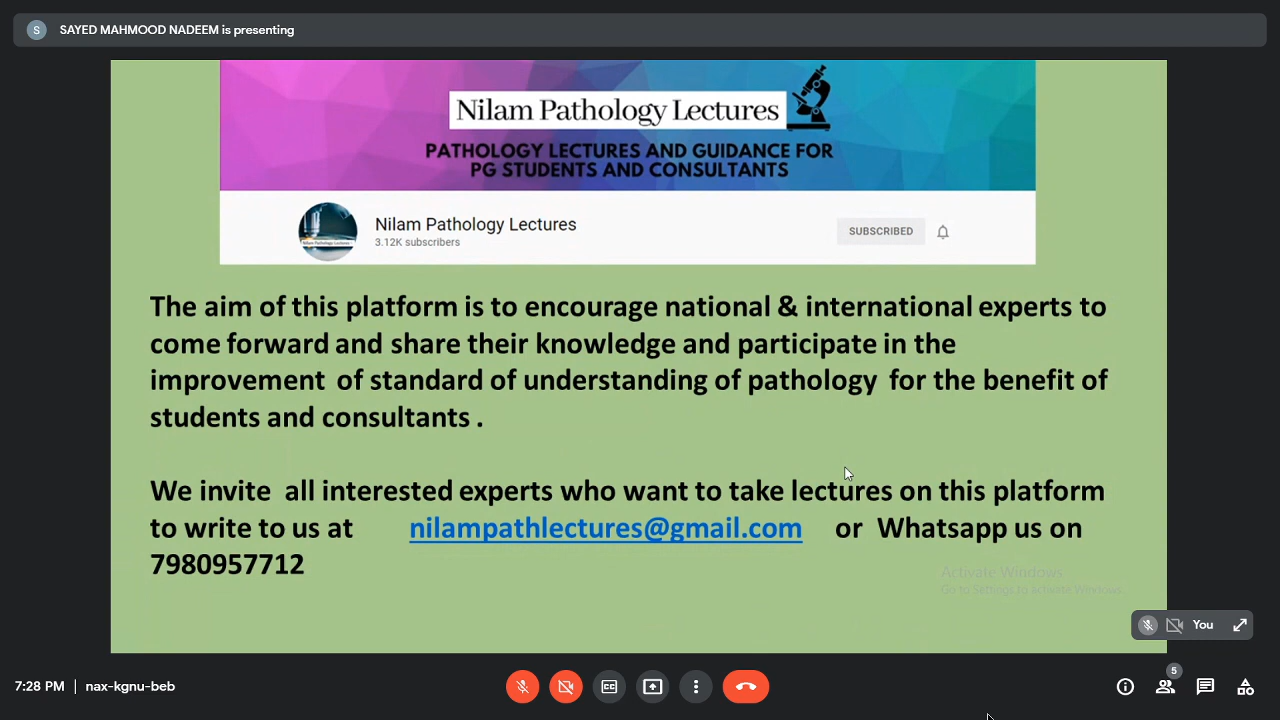 S SAYED MAHMOOD NADEEM is presenting
Nilam Pathology Lectures
PATHOLOGY LECTURES AND GUIDANCE FOR
PG STUDENTS AND CONSULTANTS
Nilam Pathology Lectures
3.12K subscribers
SUBSCRIBED
The aim of this platform is to encourage national & international experts to
come forward and share their knowledge and participate in the
improvement of standard of understanding of pathology for the benefit of
students and consultants .
We invite all interested experts who want to take lectures on this platform
to write to us at nilampathlectures@gmail.com or Whatsapp us on
7980957712
Activate Windows
Go to Settings to activate Windows.
You
7:28 PM | nax-kgnu-beb
CC
5